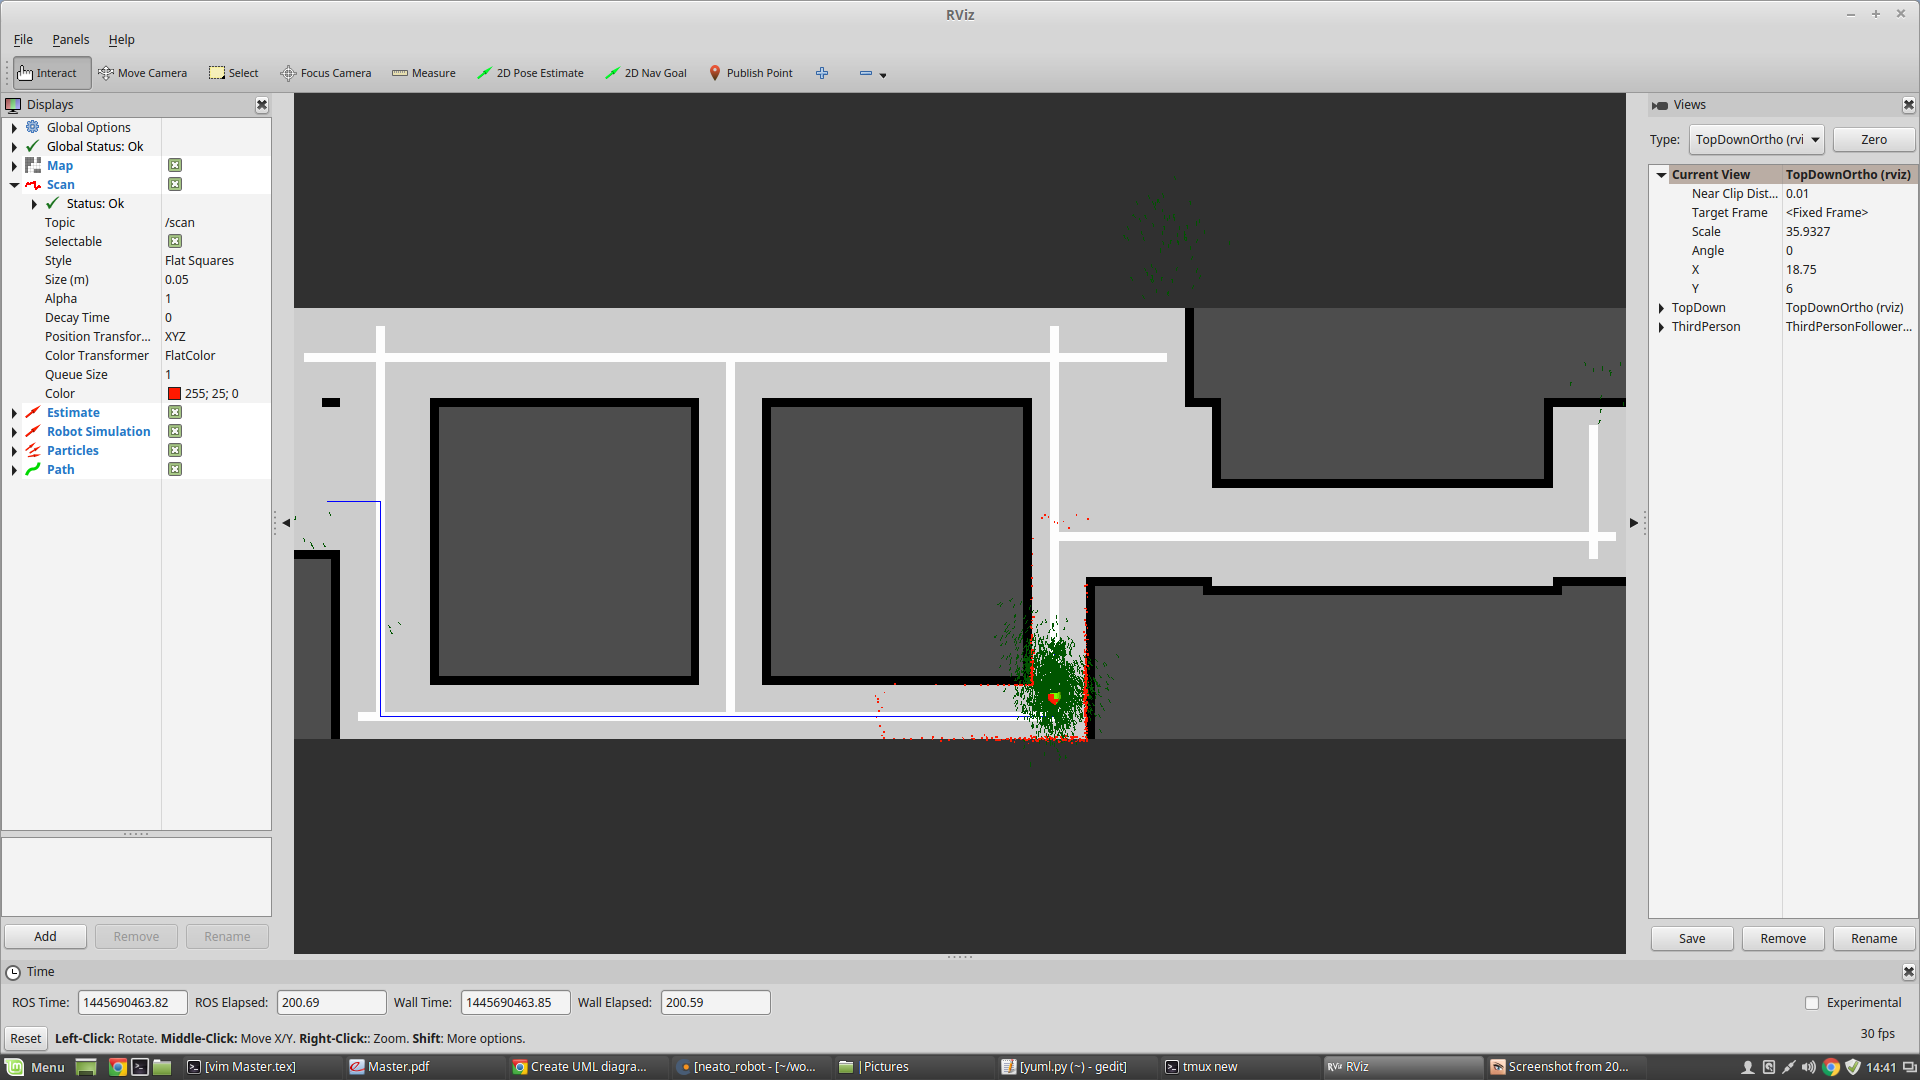 RViz
File Panels Help
Interact Move Camera Select Focus Camera Measure 2D Pose Estimate 2D Nav Goal Publish Point
Displays
Global Options
Global Status: Ok
Map
Scan
Status: Ok
Topic /scan
Selectable
Style Flat Squares
Size (m) 0.05
Alpha 1
Decay Time 0
Position Transfor... XYZ
Color Transformer FlatColor
Queue Size 1
Color 255; 25; 0
Estimate
Robot Simulation
Particles
Path
Add Remove Rename
Views
Type: TopDownOrtho (rvi Zero
Current View TopDownOrtho (rviz)
Near Clip Dist... 0.01
Target Frame <Fixed Frame>
Scale 35.9327
Angle 0
X 18.75
Y 6
TopDown TopDownOrtho (rviz)
ThirdPerson ThirdPersonFollower...
Save Remove Rename
Time
ROS Time: 1445690463.82 ROS Elapsed: 200.69 Wall Time: 1445690463.85 Wall Elapsed: 200.59 Experimental
Reset Left-Click: Rotate. Middle-Click: Move X/Y. Right-Click:: Zoom. Shift: More options. 30 fps
Menu [vim Master.tex] Master.pdf Create UML diagra... [neato_robot - [~/wo... Pictures [yuml.py (~) - gedit] tmux new RViz RViz Screenshot from 20... 14:41